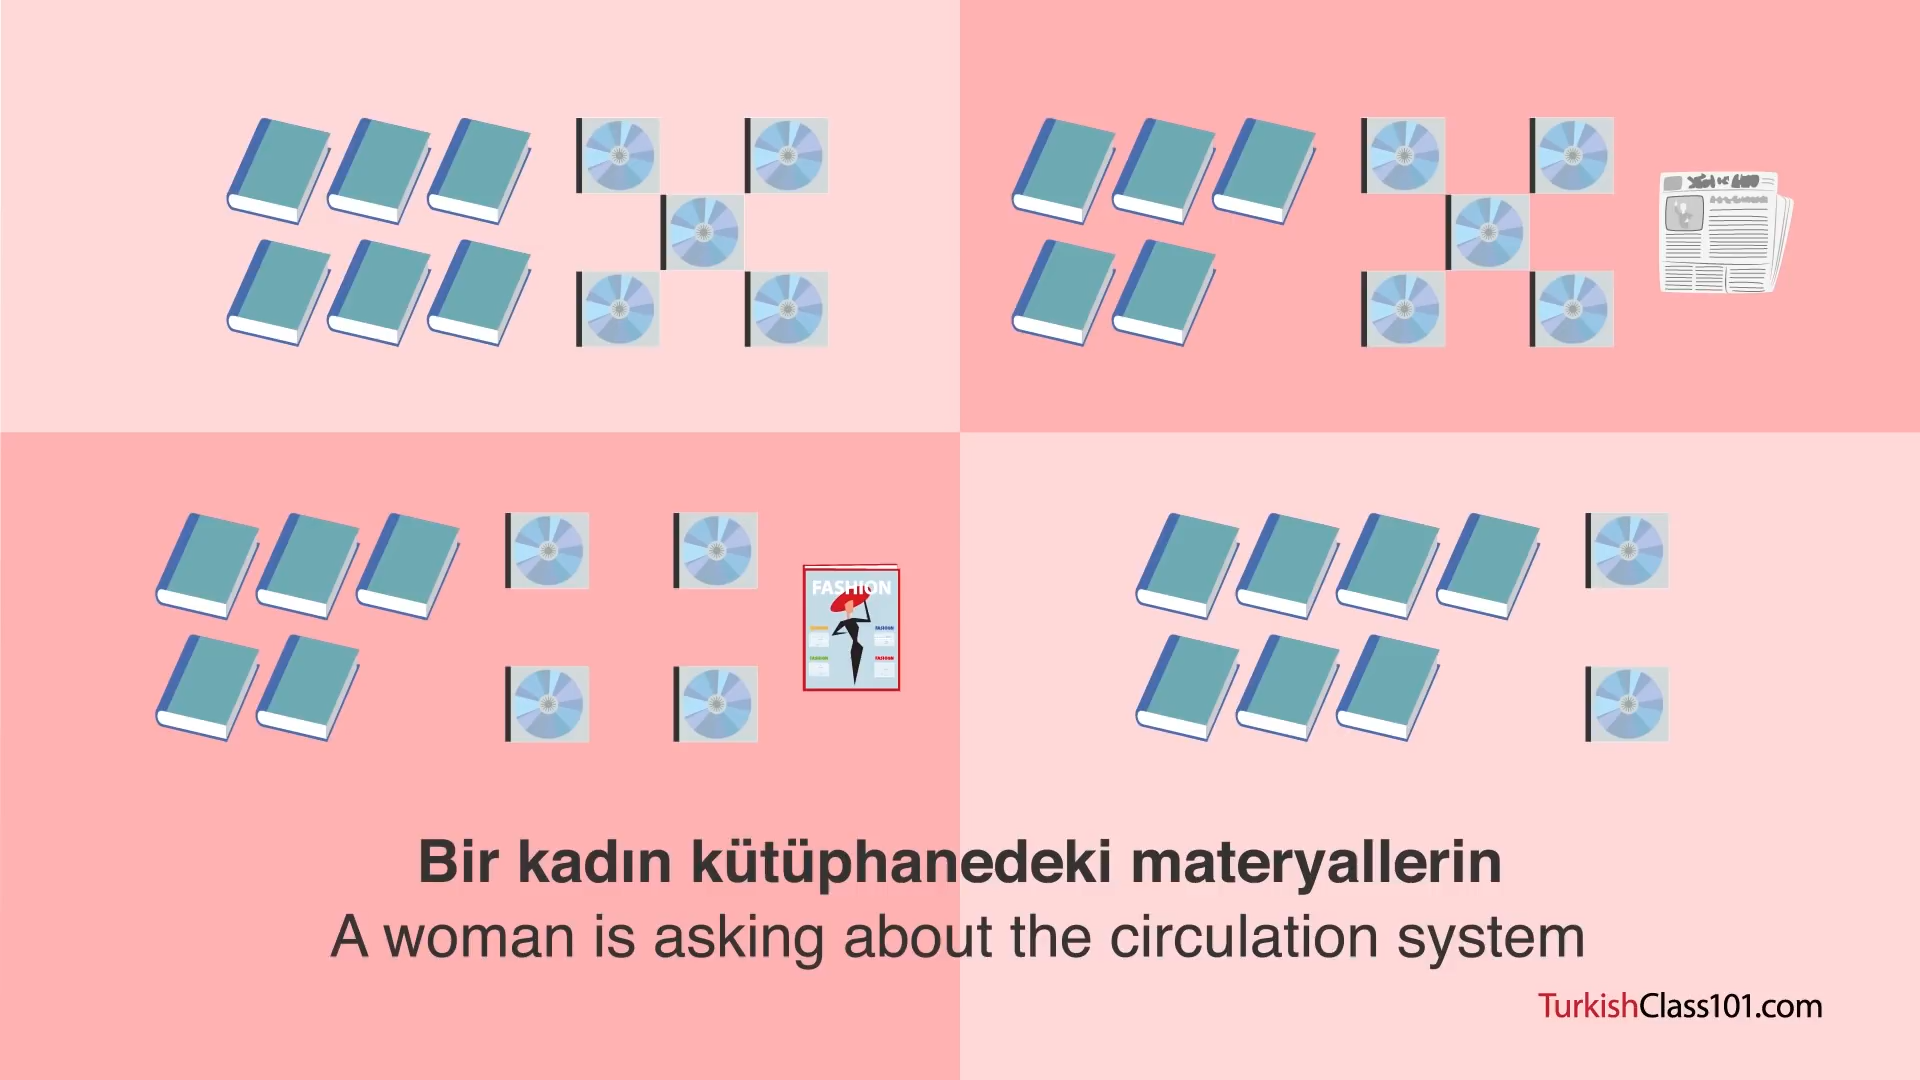 FASHION
Bir kadın kütüphanedeki materyallerin
A woman is asking about the circulation system
TurkishClass101.com